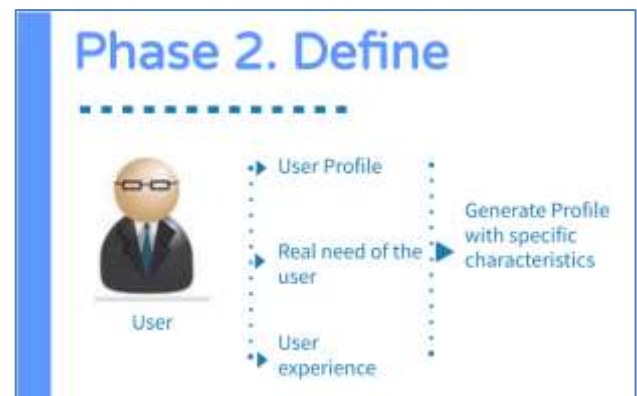 Phase 2. Define
User Profile
Real need of the
user
User
experience
Generate Profile
with specific
characteristics
User